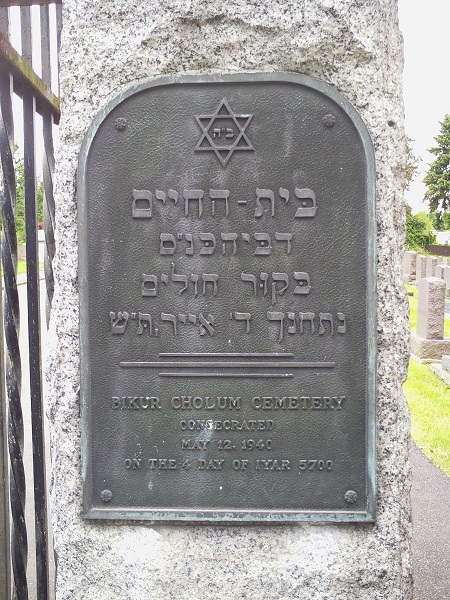 ב"ה
בית-החיים
דביהכנ"ס
בקור חולים
נתחנך ד' אייר, ת"ש
BIKUR CHOLUM CEMETERY
CONSECRATED
MAY 12, 1940
ON THE 4 DAY OF IYAR 5700